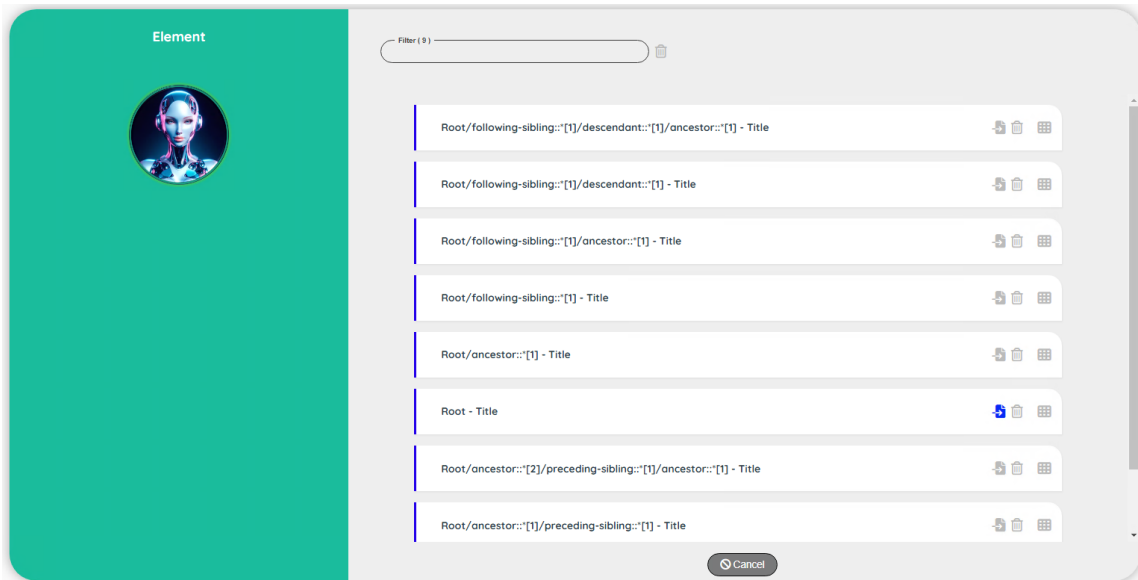 Element
Filter ( 9 )
Root/following-sibling::*[1]/descendant::*[1]/ancestor::*[1] - Title
Root/following-sibling::*[1]/descendant::*[1] - Title
Root/following-sibling::*[1]/ancestor::*[1] - Title
Root/following-sibling::*[1] - Title
Root/ancestor::*[1] - Title
Root - Title
Root/ancestor::*[2]/preceding-sibling::*[1]/ancestor::*[1] - Title
Root/ancestor::*[1]/preceding-sibling::*[1] - Title
Cancel